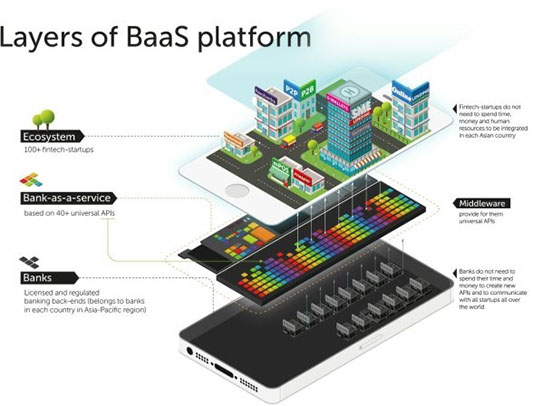 Layers of BaaS platform
P2P
P2B
Online
SME
mPOS
Ecosystem
100+ fintech-startups
Fintech-startups do not
need to spend time,
money and human
resources to be integrated
in each Asian country
Bank-as-a-service
based on 40+ universal APIs
Middleware
provide for them
universal APIs
Banks
Licensed and regulated
banking back-ends (belongs to banks
in each country in Asia-Pacific region)
Banks do not need to
spend their time and
money to create new
APIs and to communicate
with all startups all over
the world